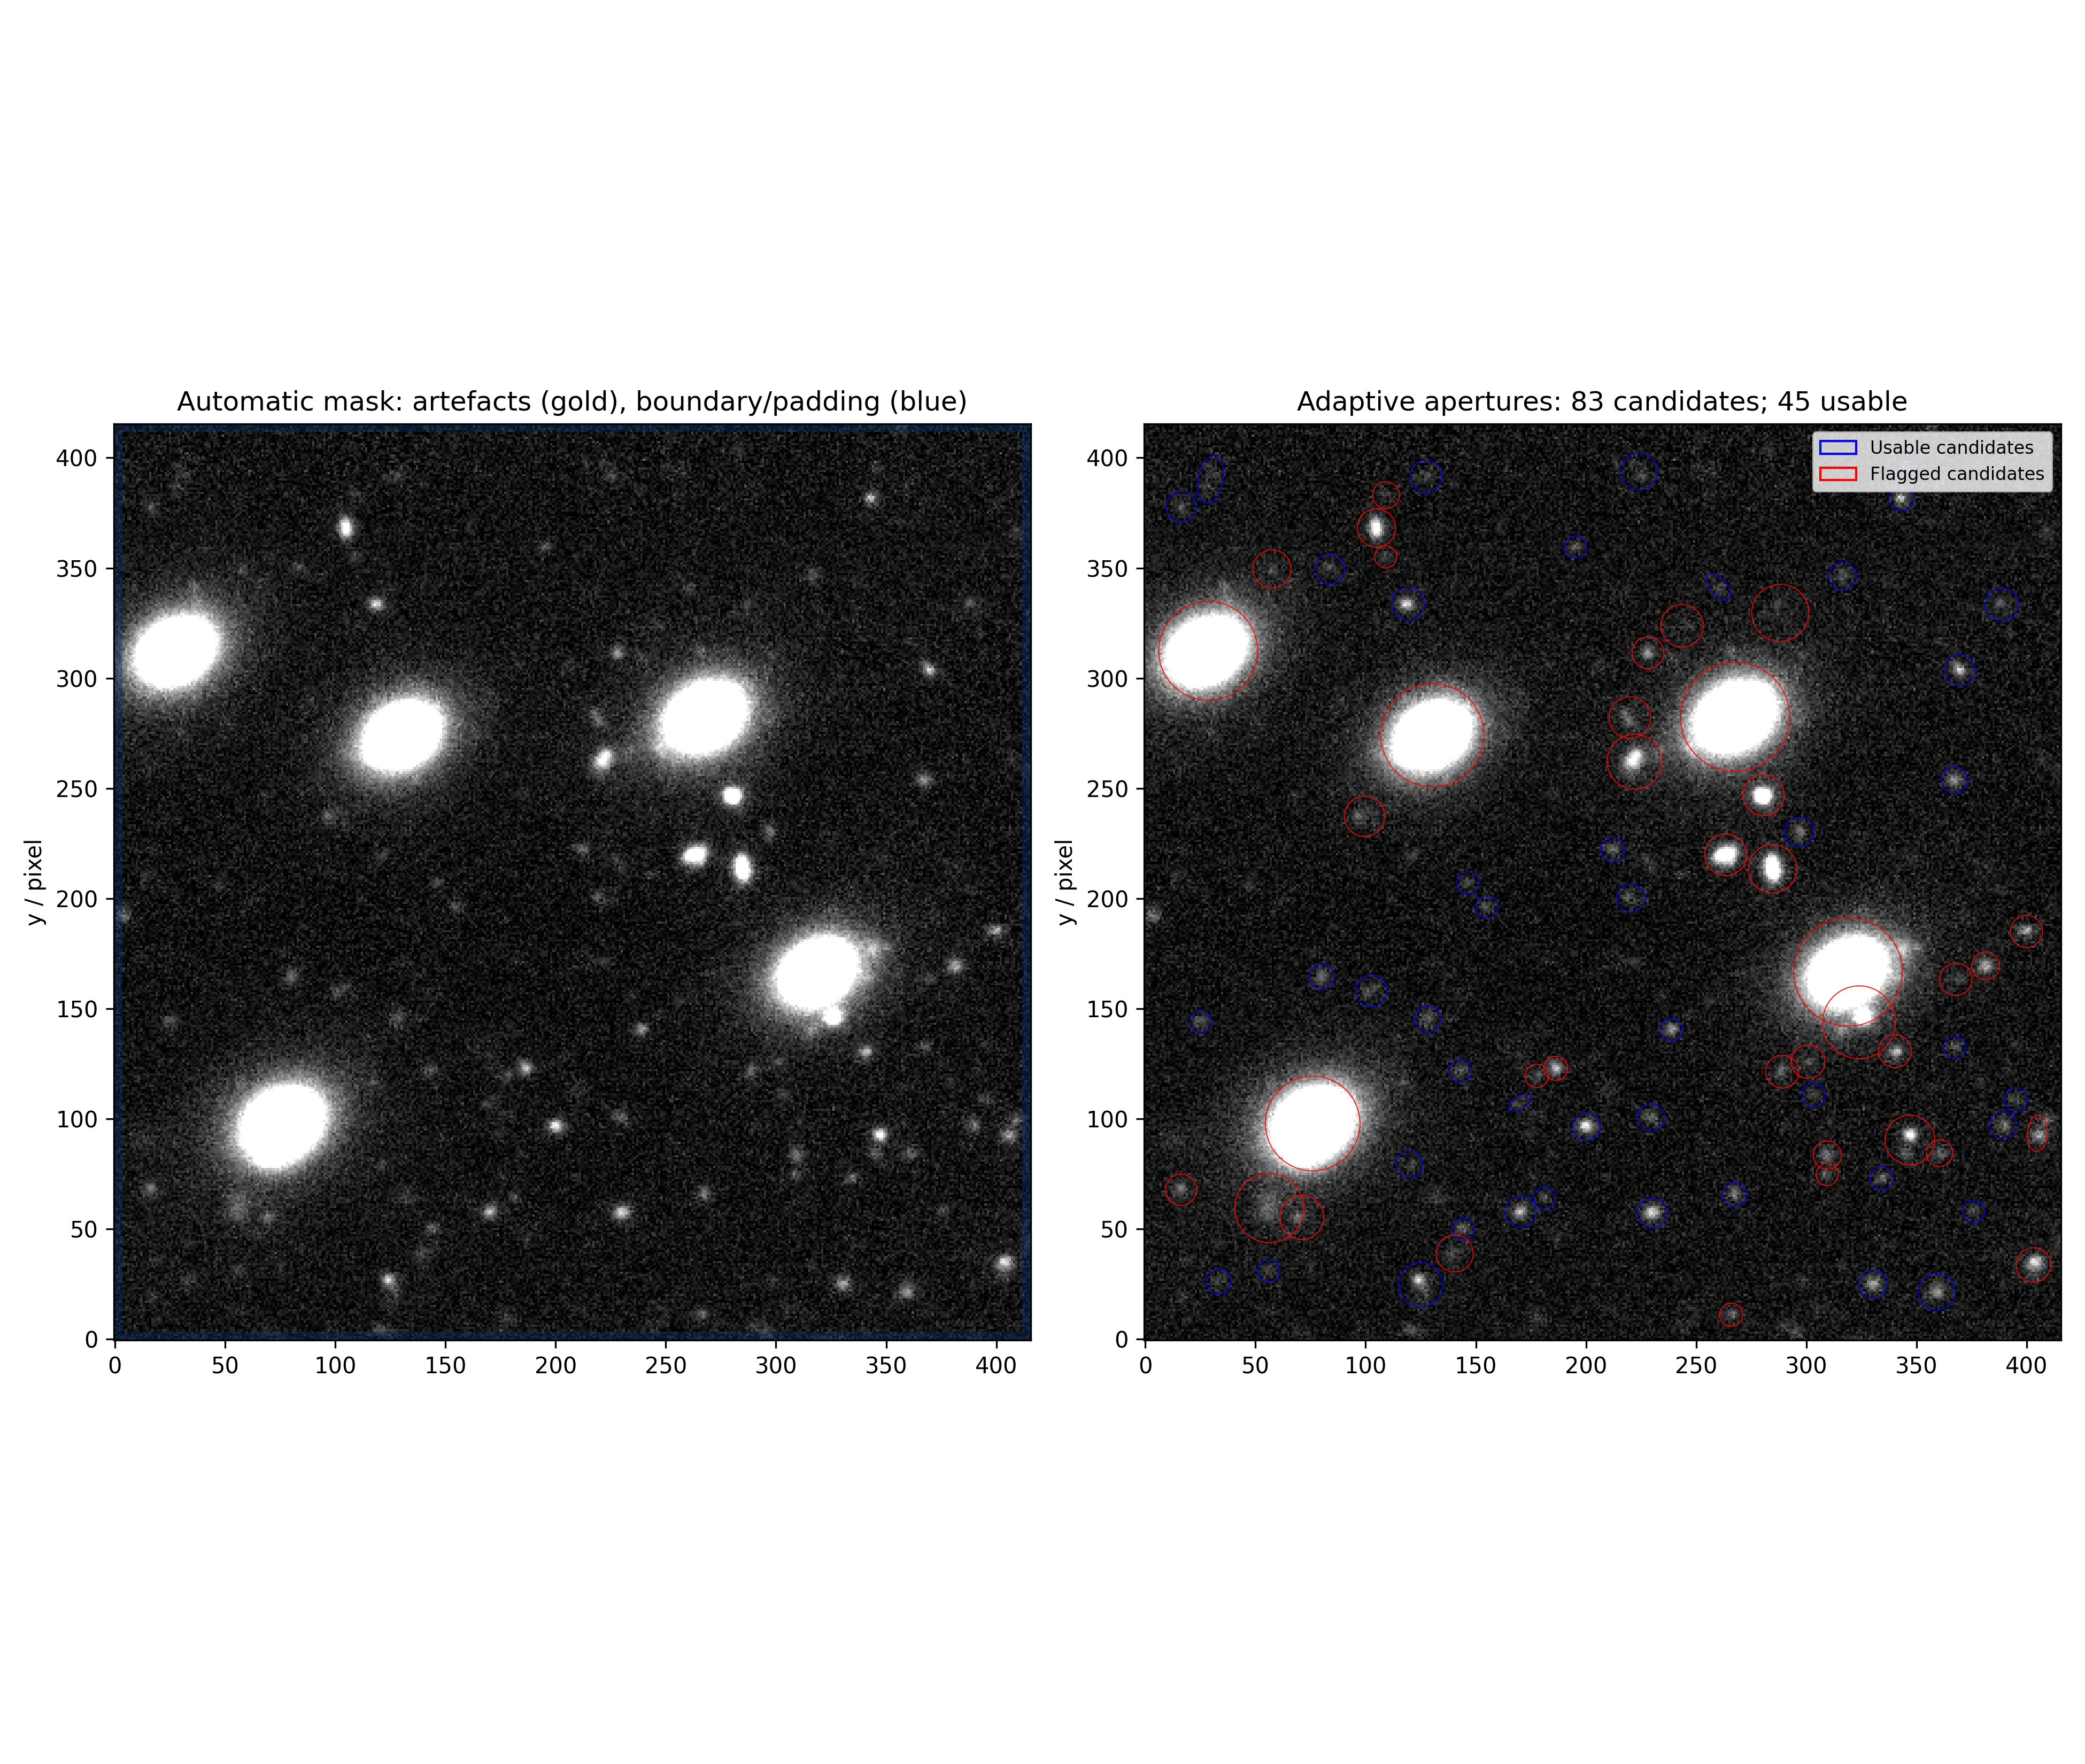 Automatic mask: artefacts (gold), boundary/padding (blue)
y / pixel
400
350
300
250
200
150
100
50
0
0 50 100 150 200 250 300 350 400
Adaptive apertures: 83 candidates; 45 usable
Usable candidates
Flagged candidates
y / pixel
400
350
300
250
200
150
100
50
0
0 50 100 150 200 250 300 350 400